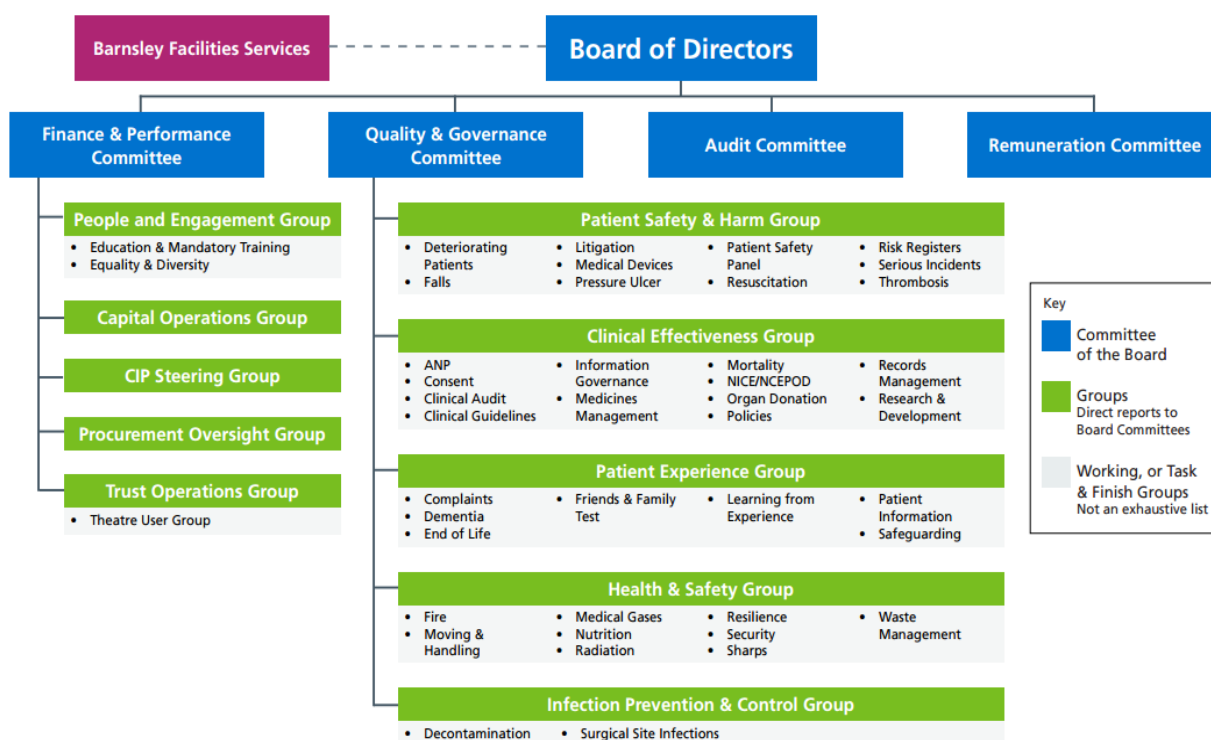 Barnsley Facilities Services
Board of Directors
Finance & Performance
Committee
Quality & Governance
Committee
Audit Committee
Remuneration Committee
People and Engagement Group
• Education & Mandatory Training
• Equality & Diversity
Capital Operations Group
CIP Steering Group
Procurement Oversight Group
Trust Operations Group
• Theatre User Group
Patient Safety & Harm Group
• Deteriorating
Patients
• Falls
• Litigation
• Medical Devices
• Pressure Ulcer
• Patient Safety
Panel
• Resuscitation
• Risk Registers
• Serious Incidents
• Thrombosis
Clinical Effectiveness Group
• ANP
• Consent
• Clinical Audit
• Clinical Guidelines
• Information
Governance
• Medicines
Management
• Mortality
• NICE/NCEPOD
• Organ Donation
• Policies
• Records
Management
• Research &
Development
Patient Experience Group
• Complaints
• Dementia
• End of Life
• Friends & Family
Test
• Learning from
Experience
• Patient
Information
• Safeguarding
Health & Safety Group
• Fire
• Moving &
Handling
• Medical Gases
• Nutrition
• Radiation
• Resilience
• Security
• Sharps
• Waste
Management
Infection Prevention & Control Group
• Decontamination
• Surgical Site Infections
Key
Committee
of the Board
Groups
Direct reports to
Board Committees
Working, or Task
& Finish Groups
Not an exhaustive list